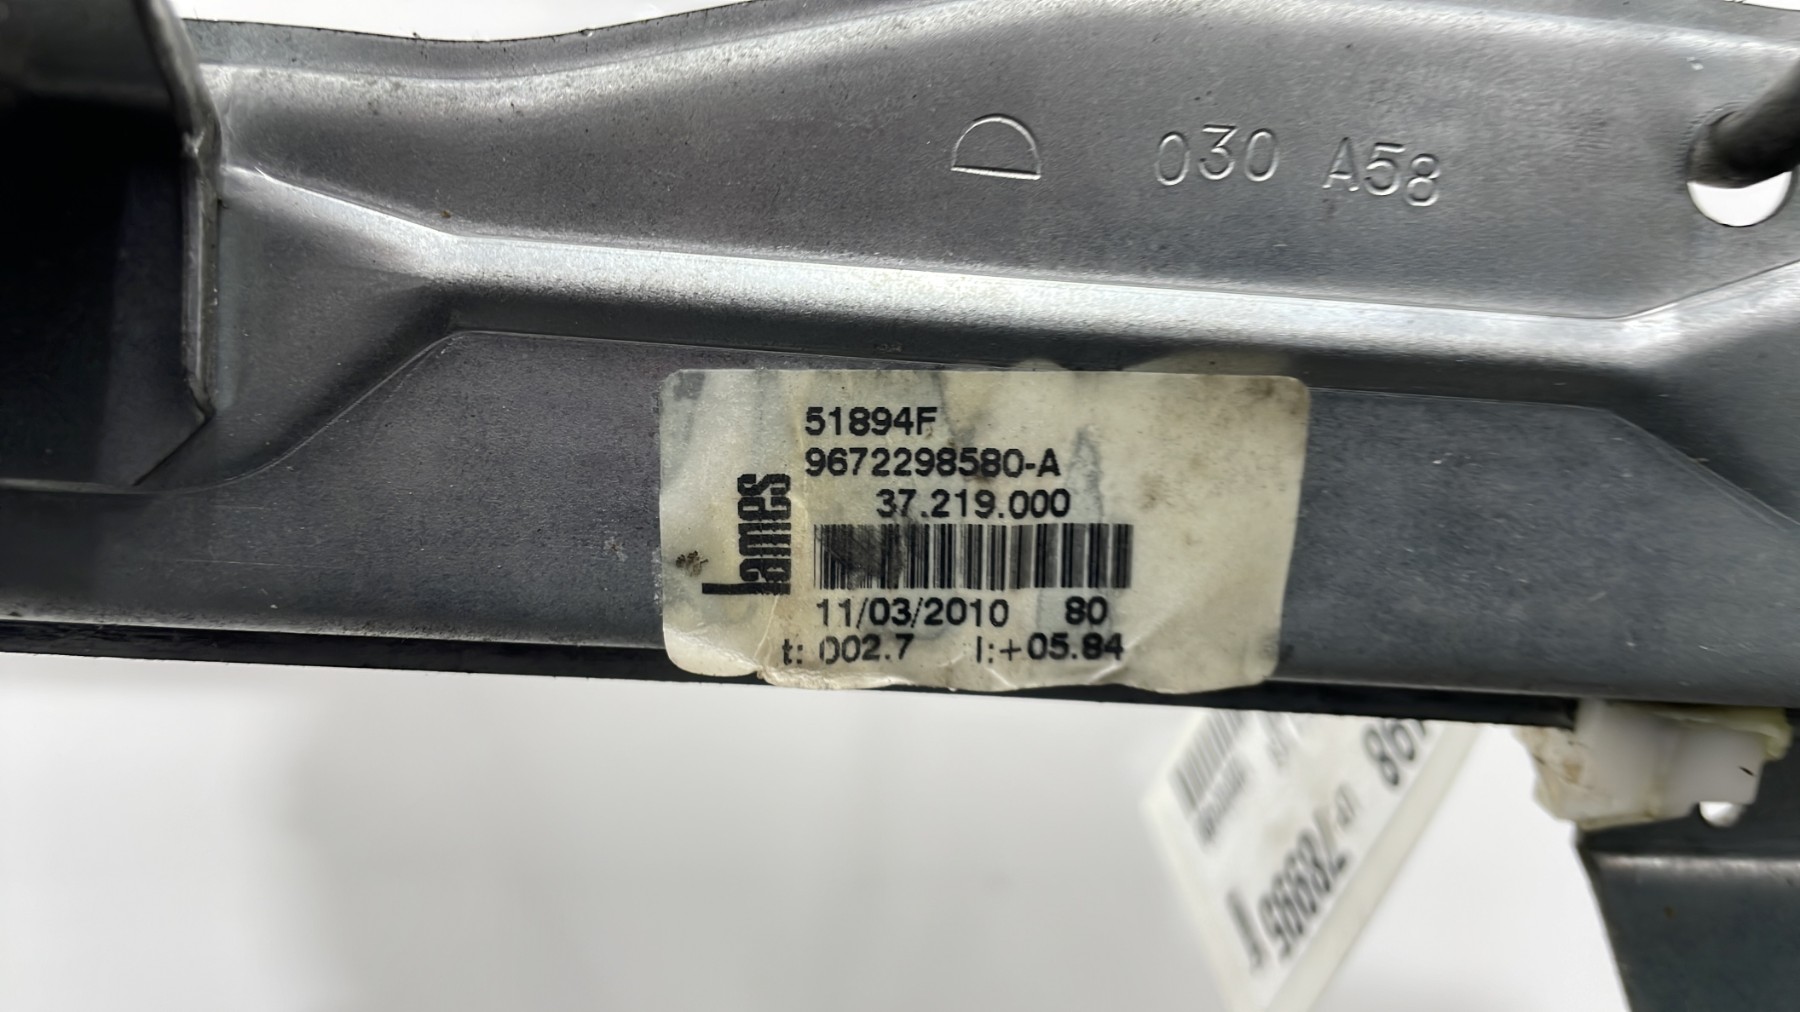 D 030 A58
51894F
9672298580-A
37.219.000
Lames
11/03/2010 80
t: 002.7 l:+05.84